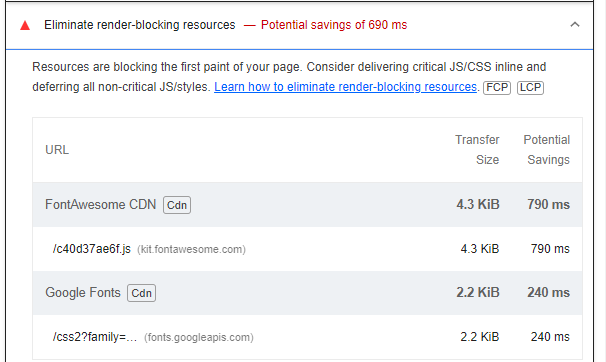 Eliminate render-blocking resources — Potential savings of 690 ms
Resources are blocking the first paint of your page. Consider delivering critical JS/CSS inline and
deferring all non-critical JS/styles. Learn how to eliminate render-blocking resources. FCP LCP
URL Transfer Size Potential Savings
FontAwesome CDN Cdn 4.3 KiB 790 ms
/c40d37ae6f.js (kit.fontawesome.com) 4.3 KiB 790 ms
Google Fonts Cdn 2.2 KiB 240 ms
/css2?family=… (fonts.googleapis.com) 2.2 KiB 240 ms